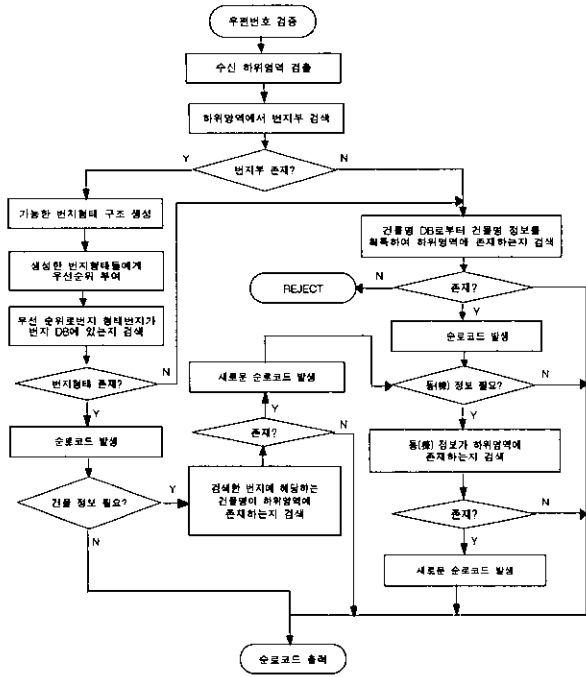 우편번호 검증
수신 하위영역 검출
하위영역에서 번지부 검색
Y
번지부 존재?
N
가능한 번지형태 구조 생성
생성한 번지형태들에게
우선순위 부여
우선 순위로번지 형태번지가
번지 DB에 있는지 검색
번지형태 존재?
N
Y
순로코드 발생
건물 정보 필요?
Y
N
검색한 번지에 해당하는
건물명이 하위영역에
존재하는지 검색
존재?
Y
N
새로운 순로코드 발생
건물명 DB로부터 건물명 정보를
획득하여 하위영역에 존재하는지 검색
존재?
N
REJECT
Y
순로코드 발생
동(棟) 정보 필요?
N
Y
동(棟) 정보가 하위영역에
존재하는지 검색
존재?
N
Y
새로운 순로코드 발생
순로코드 출력